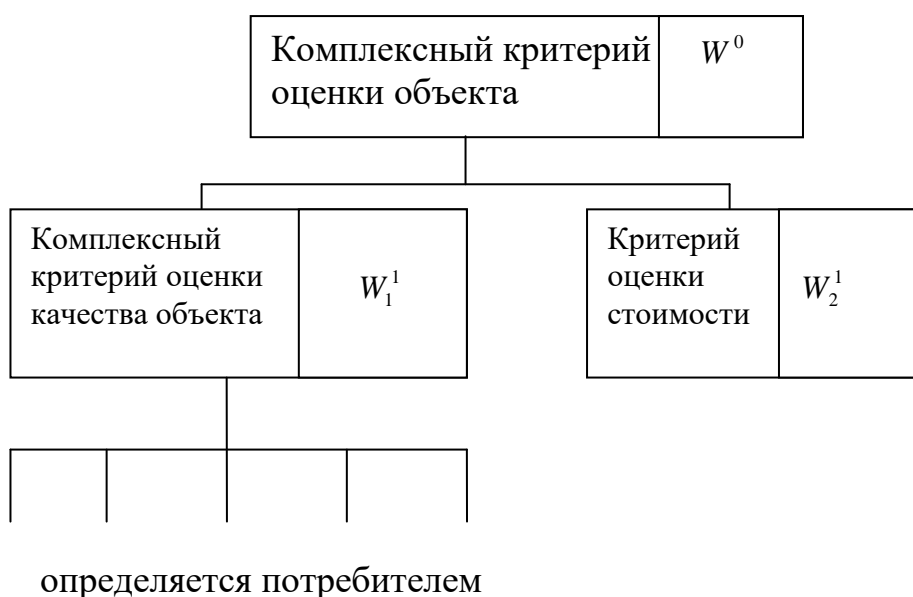 Комплексный критерий
оценки объекта
W⁰
Комплексный
критерий оценки
качества объекта
W₁¹
Критерий
оценки
стоимости
W₂¹
определяется потребителем